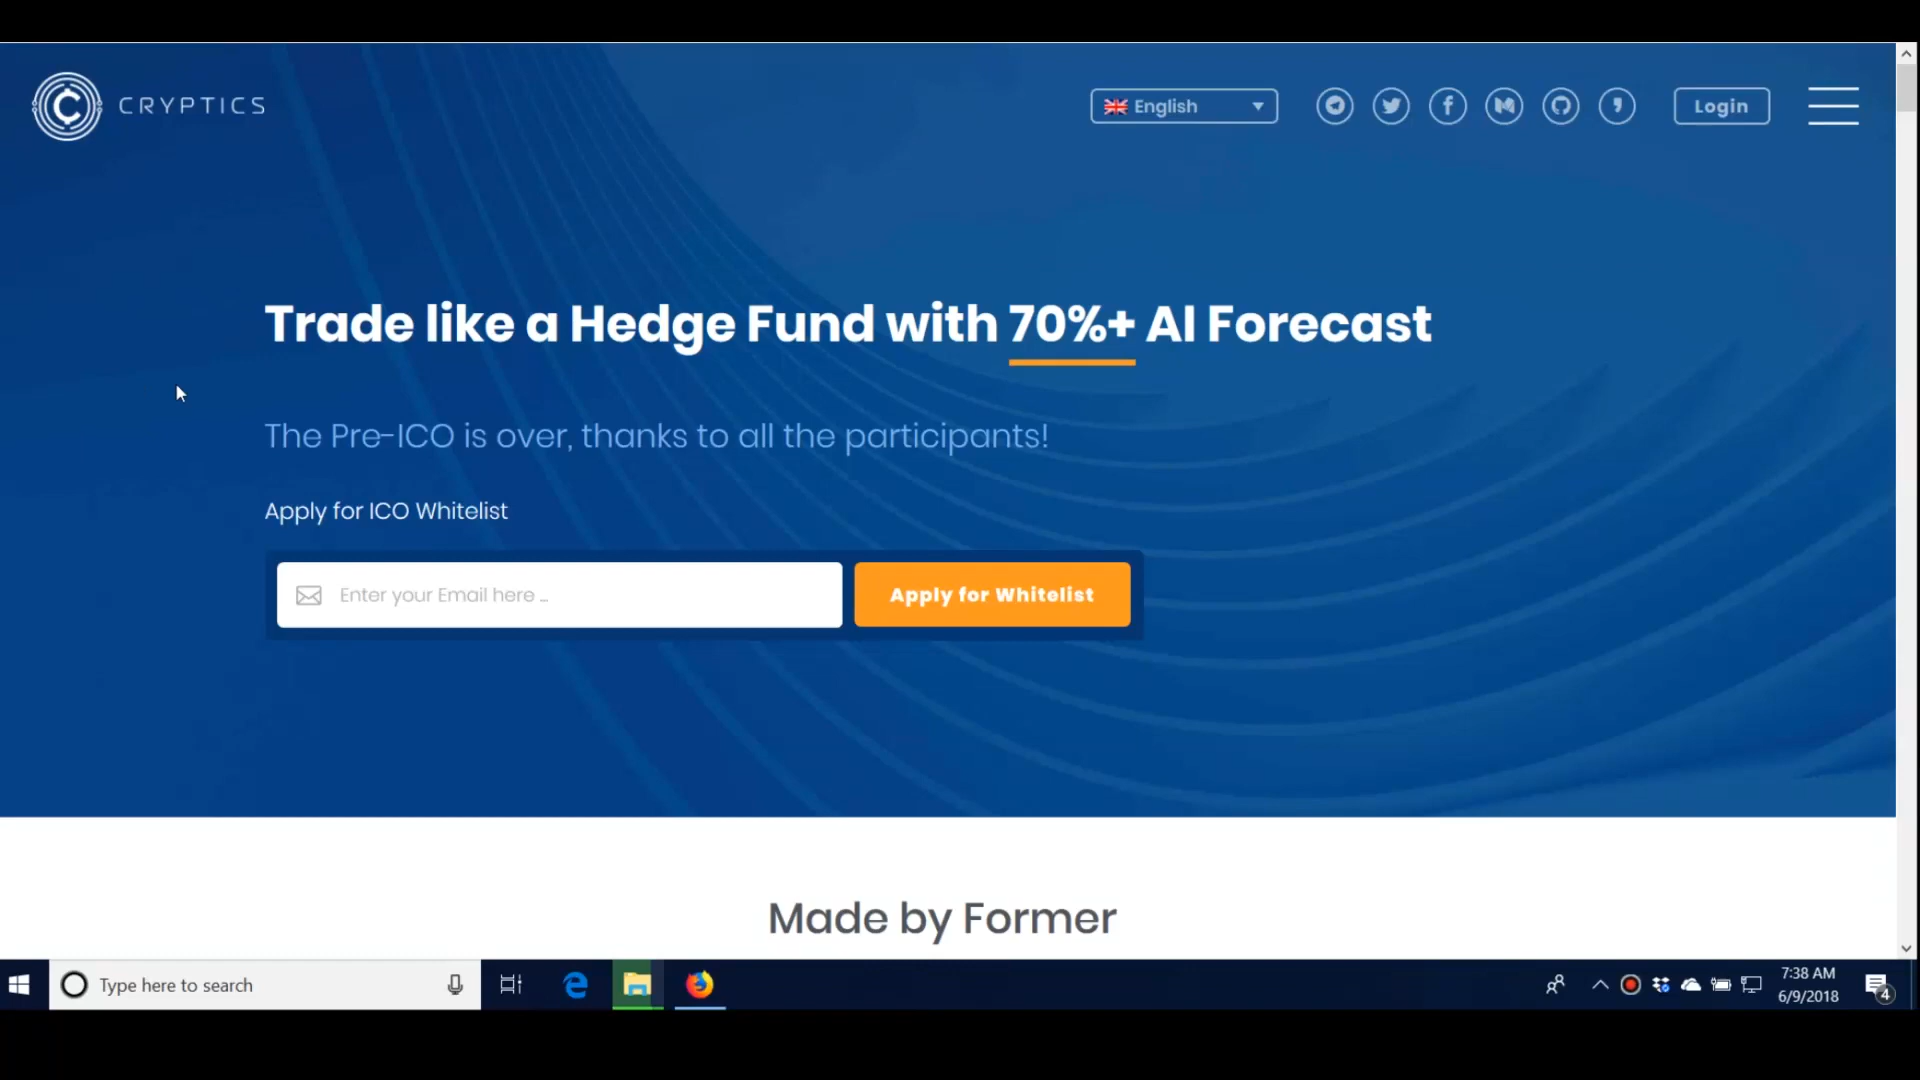 CRYPTICS
English
Login
Trade like a Hedge Fund with 70%+ AI Forecast
The Pre-ICO is over, thanks to all the participants!
Apply for ICO Whitelist
Enter your Email here ...
Apply for Whitelist
Made by Former
Type here to search
7:38 AM
6/9/2018
4